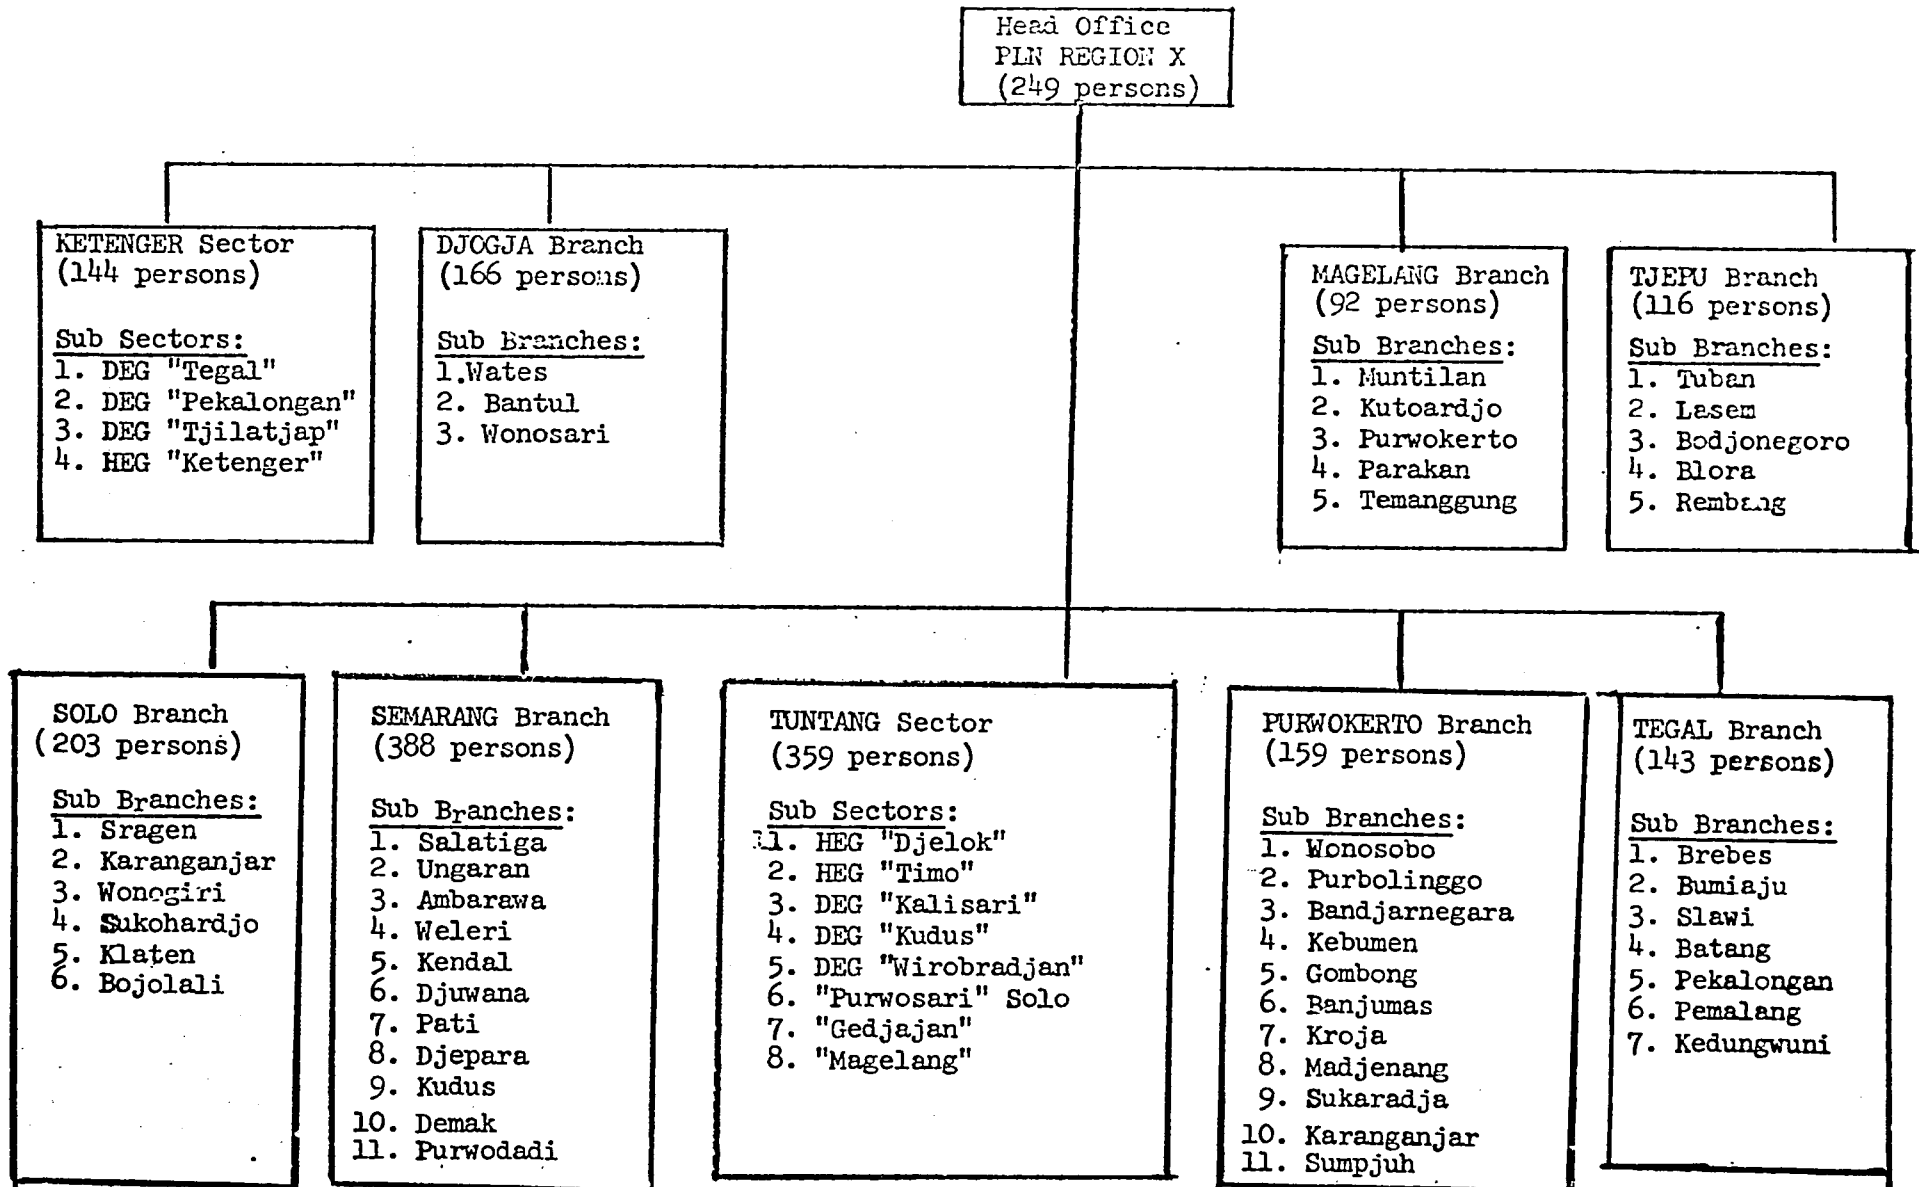 Head Office
PLN REGION X
(249 persons)
KETENGER Sector
(144 persons)
Sub Sectors:
1. DEG "Tegal"
2. DEG "Pekalongan"
3. DEG "Tjilatjap"
4. HEG "Ketenger"
DJOGJA Branch
(166 persons)
Sub Branches:
1.Wates
2. Bantul
3. Wonosari
MAGELANG Branch
(92 persons)
Sub Branches:
1. Muntilan
2. Kutoardjo
3. Purwokerto
4. Parakan
5. Temanggung
TJEPU Branch
(116 persons)
Sub Branches:
1. Tuban
2. Lasem
3. Bodjonegoro
4. Blora
5. Rembang
SOLO Branch
(203 persons)
Sub Branches:
1. Sragen
2. Karanganjar
3. Wonogiri
4. Sukohardjo
5. Klaten
6. Bojolali
SEMARANG Branch
(388 persons)
Sub Branches:
1. Salatiga
2. Ungaran
3. Ambarawa
4. Weleri
5. Kendal
6. Djuwana
7. Pati
8. Djepara
9. Kudus
10. Demak
11. Purwodadi
TUNTANG Sector
(359 persons)
Sub Sectors:
1. HEG "Djelok"
2. HEG "Timo"
3. DEG "Kalisari"
4. DEG "Kudus"
5. DEG "Wirobradjan"
6. "Purwosari" Solo
7. "Gedjajan"
8. "Magelang"
PURWOKERTO Branch
(159 persons)
Sub Branches:
1. Wonosobo
2. Purbolinggo
3. Bandjarnegara
4. Kebumen
5. Gombong
6. Banjumas
7. Kroja
8. Madjenang
9. Sukaradja
10. Karanganjar
11. Sumpjuh
TEGAL Branch
(143 persons)
Sub Branches:
1. Brebes
2. Bumiaju
3. Slawi
4. Batang
5. Pekalongan
6. Pemalang
7. Kedungwuni